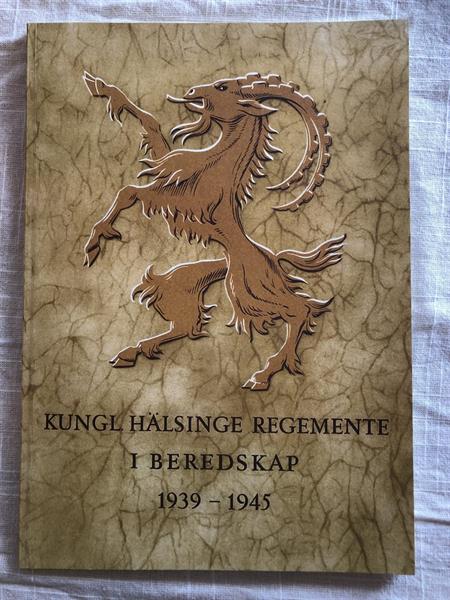 KUNGL HÄLSINGE REGEMENTE
I BEREDSKAP
1939 – 1945